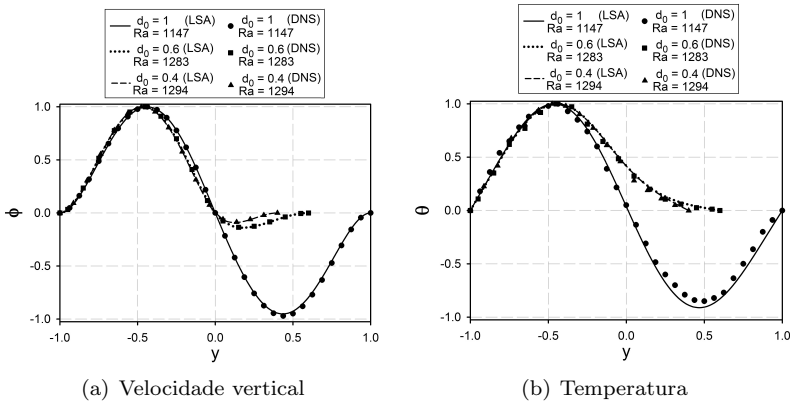 d0 = 1 (LSA)
Ra = 1147
d0 = 1 (DNS)
Ra = 1147
d0 = 0.6 (LSA)
Ra = 1283
d0 = 0.6 (DNS)
Ra = 1283
d0 = 0.4 (LSA)
Ra = 1294
d0 = 0.4 (DNS)
Ra = 1294
1.0
0.5
0.0
-0.5
-1.0
ϕ
-1.0 -0.5 0.0 0.5 1.0
y
(a) Velocidade vertical
d0 = 1 (LSA)
Ra = 1147
d0 = 1 (DNS)
Ra = 1147
d0 = 0.6 (LSA)
Ra = 1283
d0 = 0.6 (DNS)
Ra = 1283
d0 = 0.4 (LSA)
Ra = 1294
d0 = 0.4 (DNS)
Ra = 1294
1.0
0.5
0.0
-0.5
-1.0
θ
-1.0 -0.5 0.0 0.5 1.0
y
(b) Temperatura